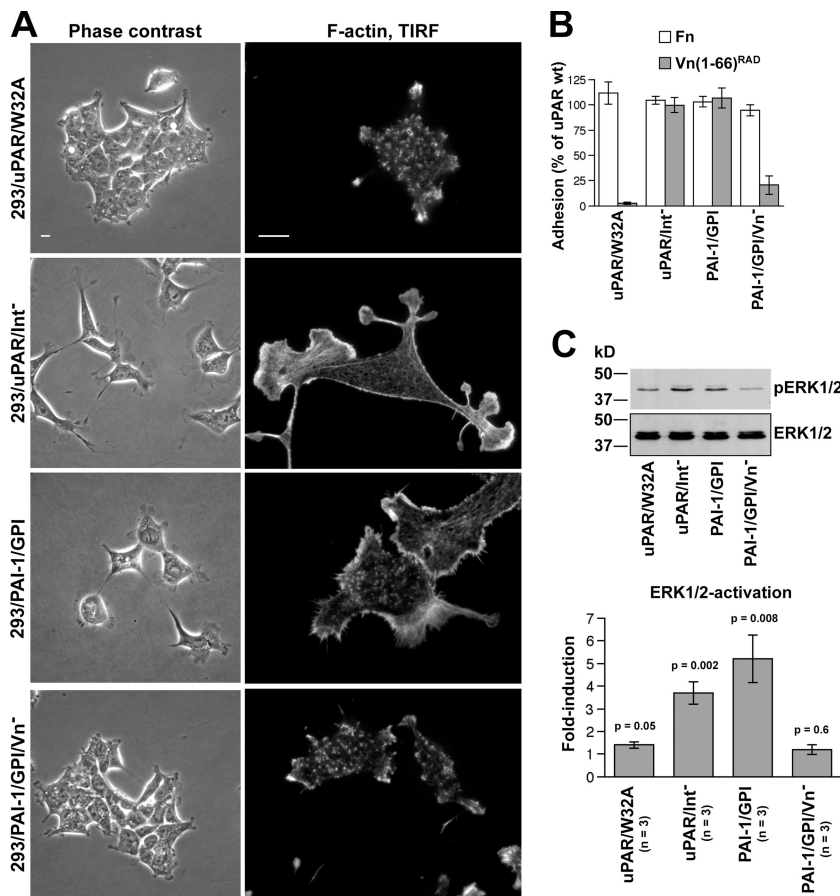 A
Phase contrast
F-actin, TIRF
293/uPAR/W32A
293/uPAR/Int-
293/PAI-1/GPI
293/PAI-1/GPI/Vn-
B
Fn
Vn(1-66)RAD
Adhesion (% of uPAR wt)
125
100
75
50
25
0
uPAR/W32A
uPAR/Int-
PAI-1/GPI
PAI-1/GPI/Vn-
C
kD
50
37
pERK1/2
50
37
ERK1/2
uPAR/W32A
uPAR/Int-
PAI-1/GPI
PAI-1/GPI/Vn-
ERK1/2-activation
Fold-induction
7
6
5
4
3
2
1
0
p = 0.05
p = 0.002
p = 0.008
p = 0.6
uPAR/W32A
(n = 3)
uPAR/Int-
(n = 3)
PAI-1/GPI
(n = 3)
PAI-1/GPI/Vn-
(n = 3)